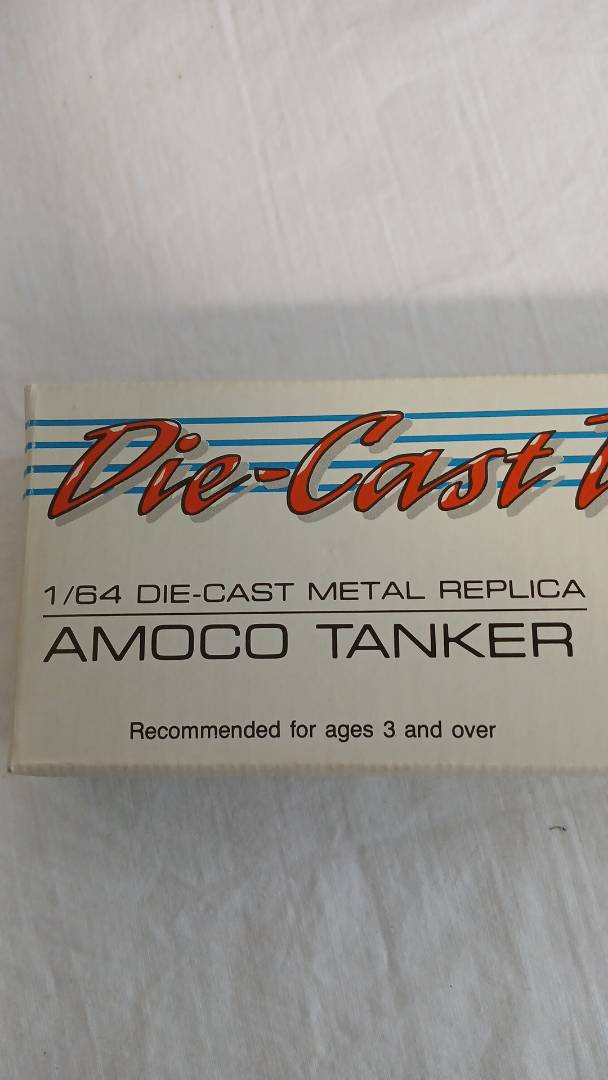 Die-Cast
1/64 DIE-CAST METAL REPLICA
AMOCO TANKER
Recommended for ages 3 and over